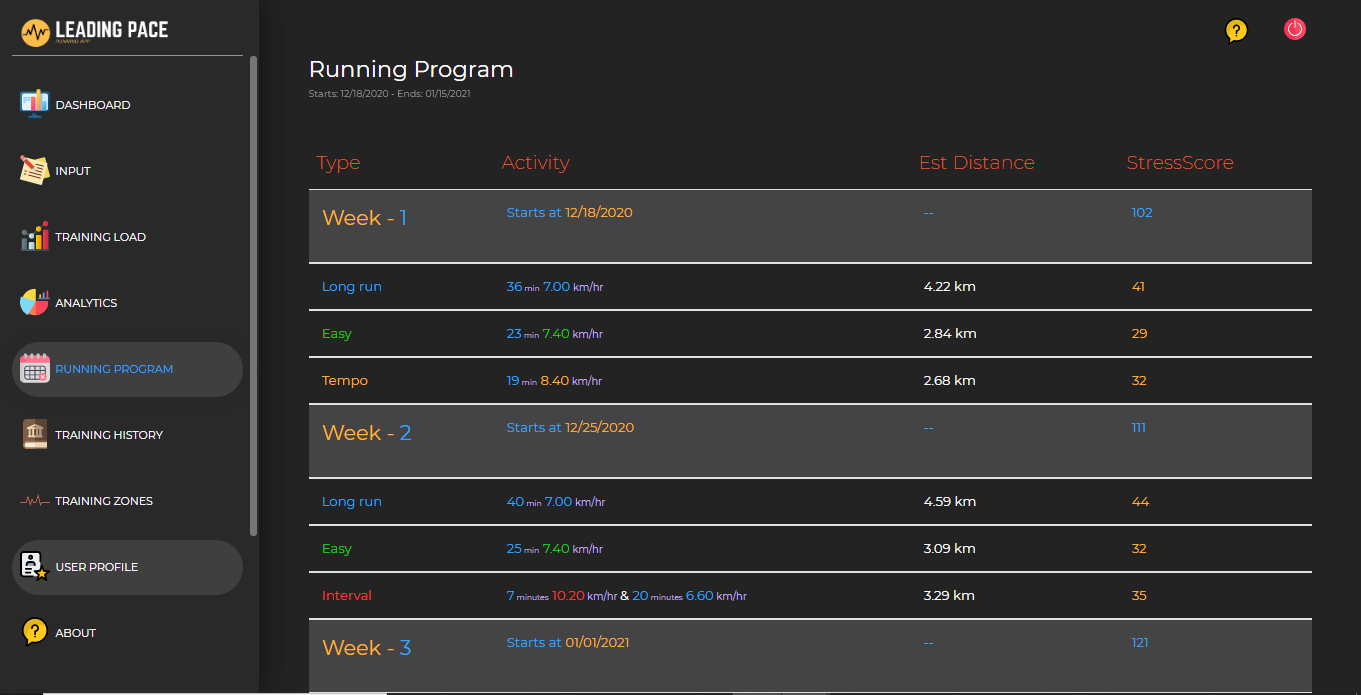 LEADING PACE
RUNNING APP
DASHBOARD
INPUT
TRAINING LOAD
ANALYTICS
RUNNING PROGRAM
TRAINING HISTORY
TRAINING ZONES
USER PROFILE
ABOUT
?
?
Running Program
Starts: 12/18/2020 - Ends: 01/15/2021
Type Activity Est Distance StressScore
Week - 1 Starts at 12/18/2020 -- 102
Long run 36 min 7.00 km/hr 4.22 km 41
Easy 23 min 7.40 km/hr 2.84 km 29
Tempo 19 min 8.40 km/hr 2.68 km 32
Week - 2 Starts at 12/25/2020 -- 111
Long run 40 min 7.00 km/hr 4.59 km 44
Easy 25 min 7.40 km/hr 3.09 km 32
Interval 7 minutes 10.20 km/hr & 20 minutes 6.60 km/hr 3.29 km 35
Week - 3 Starts at 01/01/2021 -- 121